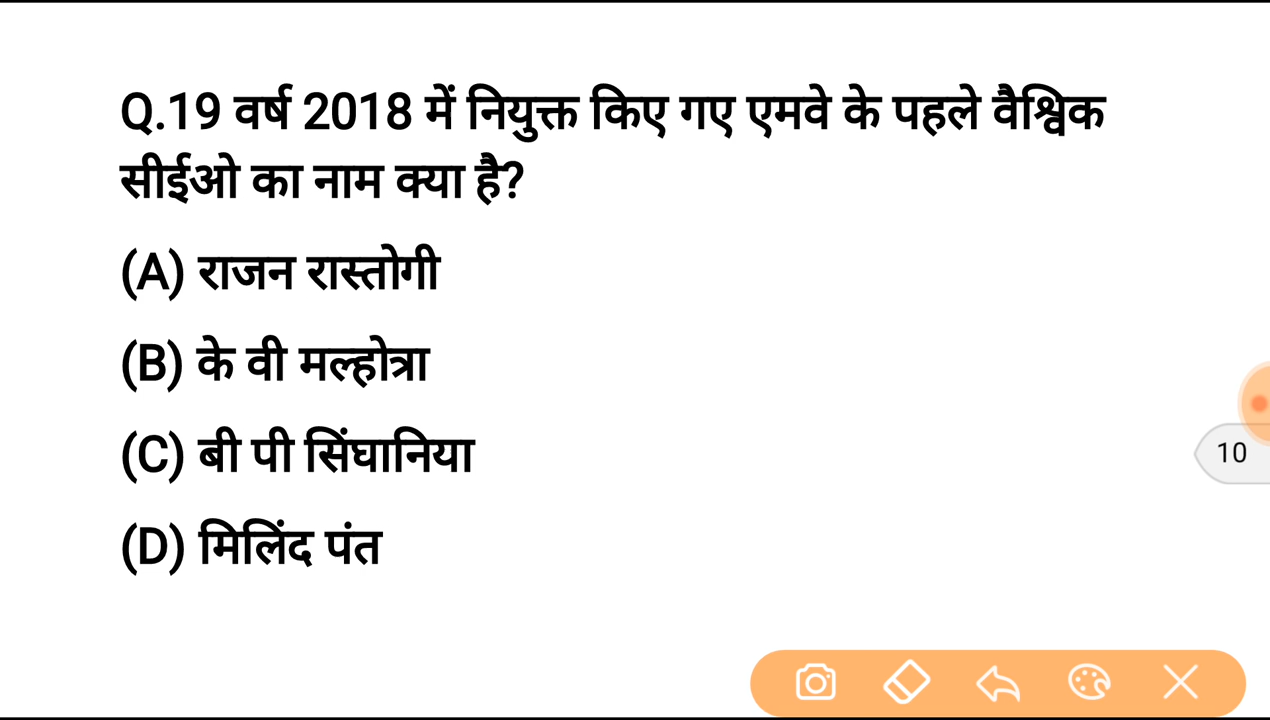 Q.19 वर्ष 2018 में नियुक्त किए गए एमवे के पहले वैश्विक
सीईओ का नाम क्या है?
(A) राजन रास्तोगी
(B) के वी मल्होत्रा
(C) बी पी सिंघानिया
(D) मिलिंद पंत
10